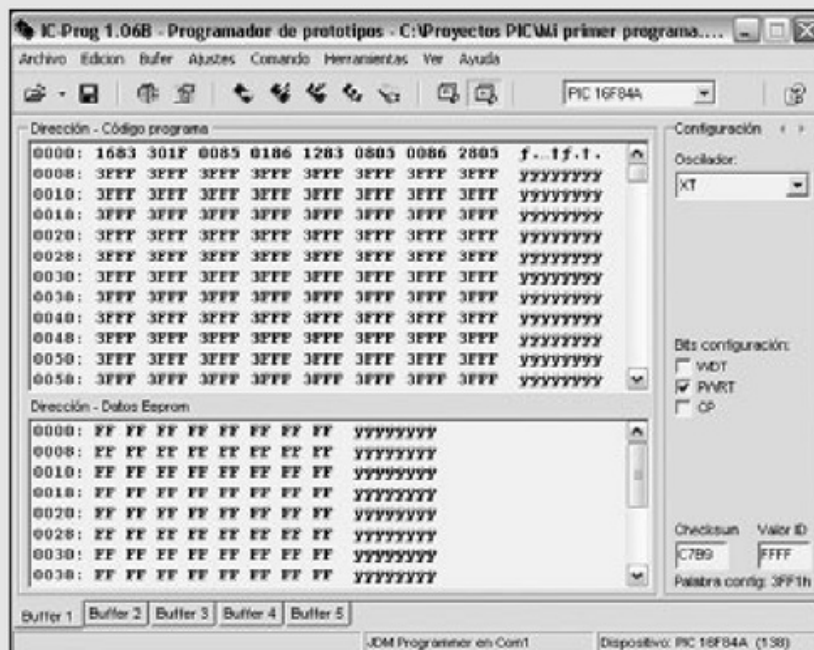 IC-Prog 1.06B - Programador de prototipos - C:\Proyectos PIC\Mi primer programa....
Archivo Edicion Bufer Ajustes Comando Herramientas Ver Ayuda
PIC 16F84A
Dirección - Código programa
0000: 1683 301F 0085 0186 1283 0805 0086 2805 ƒ..†ƒ.†.
0008: 3FFF 3FFF 3FFF 3FFF 3FFF 3FFF 3FFF 3FFF ÿÿÿÿÿÿÿÿ
0010: 3FFF 3FFF 3FFF 3FFF 3FFF 3FFF 3FFF 3FFF ÿÿÿÿÿÿÿÿ
0018: 3FFF 3FFF 3FFF 3FFF 3FFF 3FFF 3FFF 3FFF ÿÿÿÿÿÿÿÿ
0020: 3FFF 3FFF 3FFF 3FFF 3FFF 3FFF 3FFF 3FFF ÿÿÿÿÿÿÿÿ
0028: 3FFF 3FFF 3FFF 3FFF 3FFF 3FFF 3FFF 3FFF ÿÿÿÿÿÿÿÿ
0030: 3FFF 3FFF 3FFF 3FFF 3FFF 3FFF 3FFF 3FFF ÿÿÿÿÿÿÿÿ
0038: 3FFF 3FFF 3FFF 3FFF 3FFF 3FFF 3FFF 3FFF ÿÿÿÿÿÿÿÿ
0040: 3FFF 3FFF 3FFF 3FFF 3FFF 3FFF 3FFF 3FFF ÿÿÿÿÿÿÿÿ
0048: 3FFF 3FFF 3FFF 3FFF 3FFF 3FFF 3FFF 3FFF ÿÿÿÿÿÿÿÿ
0050: 3FFF 3FFF 3FFF 3FFF 3FFF 3FFF 3FFF 3FFF ÿÿÿÿÿÿÿÿ
0058: 3FFF 3FFF 3FFF 3FFF 3FFF 3FFF 3FFF 3FFF ÿÿÿÿÿÿÿÿ
Dirección - Datos Eeprom
0000: FF FF FF FF FF FF FF FF ÿÿÿÿÿÿÿÿ
0008: FF FF FF FF FF FF FF FF ÿÿÿÿÿÿÿÿ
0010: FF FF FF FF FF FF FF FF ÿÿÿÿÿÿÿÿ
0018: FF FF FF FF FF FF FF FF ÿÿÿÿÿÿÿÿ
0020: FF FF FF FF FF FF FF FF ÿÿÿÿÿÿÿÿ
0028: FF FF FF FF FF FF FF FF ÿÿÿÿÿÿÿÿ
0030: FF FF FF FF FF FF FF FF ÿÿÿÿÿÿÿÿ
0038: FF FF FF FF FF FF FF FF ÿÿÿÿÿÿÿÿ
Configuración
Oscilador:
XT
Bits configuración:
WDT
PWRT
CP
Checksum Valor ID
C7B9 FFFF
Palabra config: 3FF1h
Buffer 1 Buffer 2 Buffer 3 Buffer 4 Buffer 5
JDM Programmer en Com1 Dispositivo: PIC 16F84A (138)